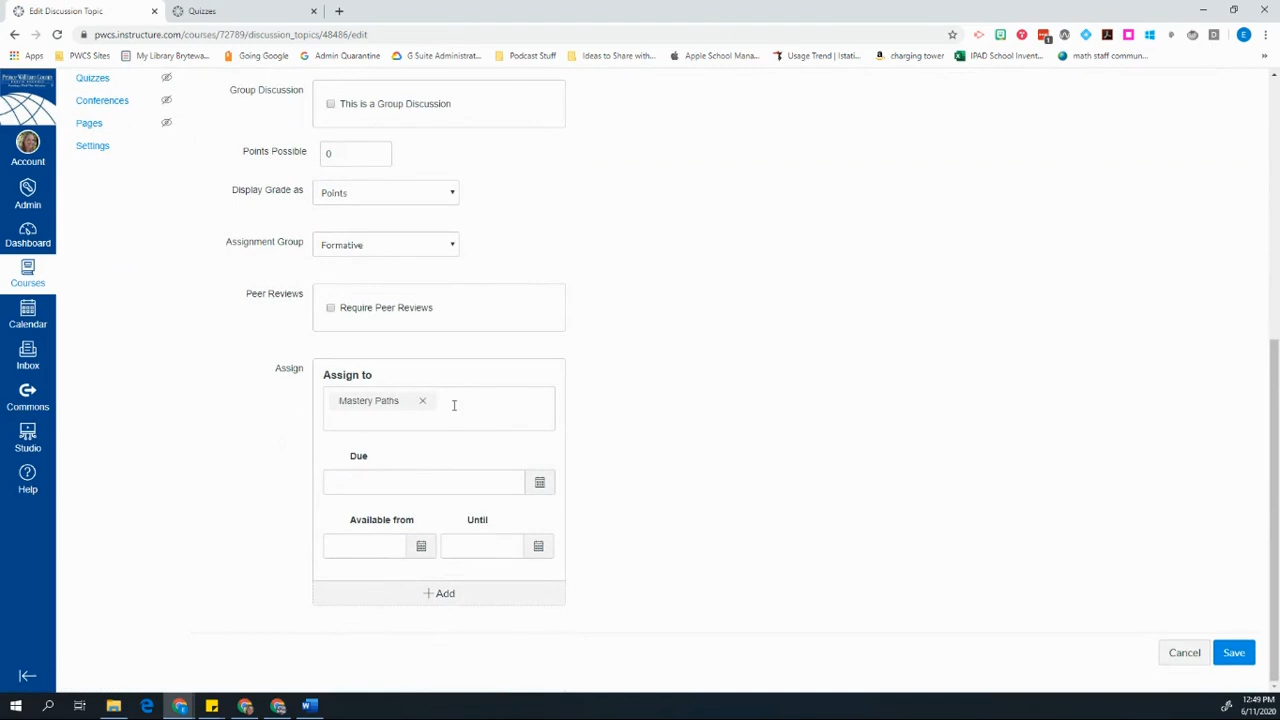 Edit Discussion Topic
Quizzes
pwcs.instructure.com/courses/72789/discussion_topics/48486/edit
Apps
PWCS Sites
My Library Brytewa...
Going Google
Admin Quarantine
G Suite Administrat...
Podcast Stuff
Ideas to Share with...
Apple School Mana...
Usage Trend | Istati...
charging tower
IPAD School Invent...
math staff commun...
»
Prince William County
Account
Admin
Dashboard
Courses
Calendar
Inbox
Commons
Studio
Help
Quizzes
Conferences
Pages
Settings
Group Discussion
This is a Group Discussion
Points Possible
0
Display Grade as
Points
Assignment Group
Formative
Peer Reviews
Require Peer Reviews
Assign
Assign to
Mastery Paths
Due
Available from
Until
+ Add
Cancel
Save
12:49 PM
6/11/2020